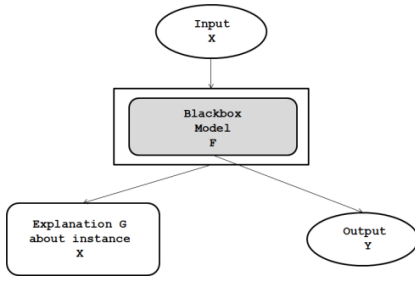 Input
X
Blackbox
Model
F
Explanation G
about instance
X
Output
Y